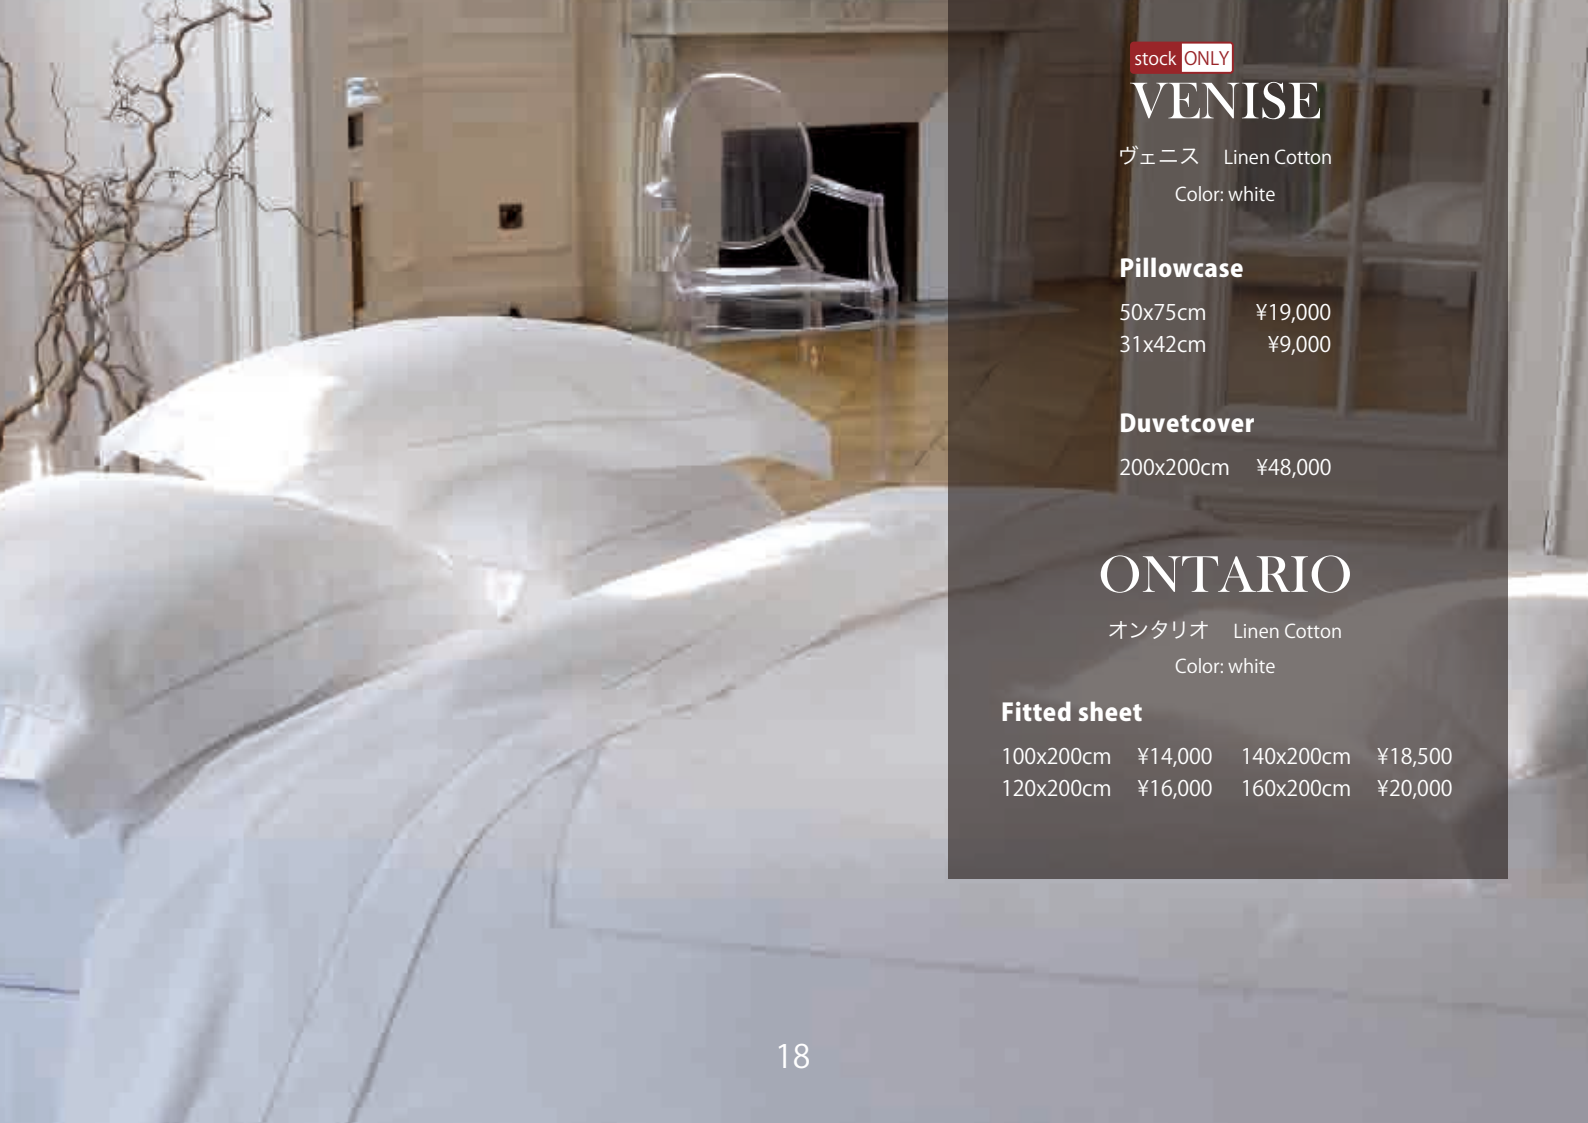 stock ONLY
VENISE
ヴェニス Linen Cotton
Color: white
Pillowcase
50x75cm ¥19,000
31x42cm ¥9,000
Duvetcover
200x200cm ¥48,000
ONTARIO
オンタリオ Linen Cotton
Color: white
Fitted sheet
100x200cm ¥14,000 140x200cm ¥18,500
120x200cm ¥16,000 160x200cm ¥20,000
18